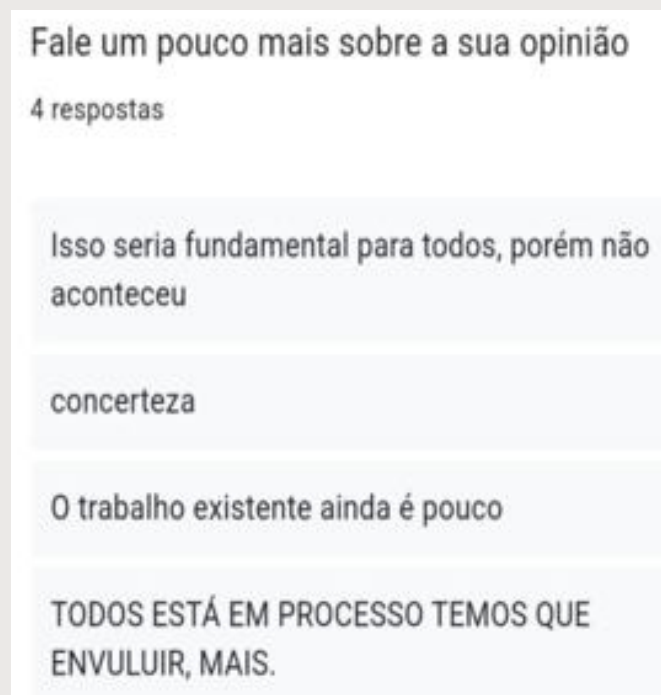 Fale um pouco mais sobre a sua opinião
4 respostas
Isso seria fundamental para todos, porém não
aconteceu
concerteza
O trabalho existente ainda é pouco
TODOS ESTÁ EM PROCESSO TEMOS QUE
ENVULUIR, MAIS.